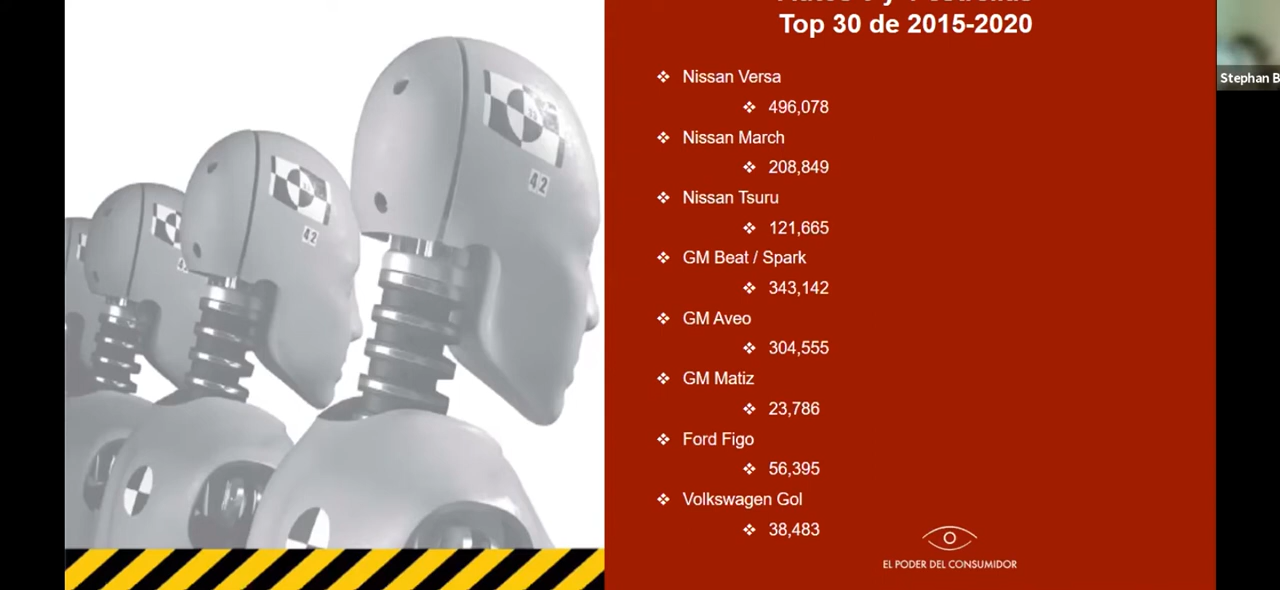 Top 30 de 2015-2020
❖ Nissan Versa
❖ 496,078
❖ Nissan March
❖ 208,849
❖ Nissan Tsuru
❖ 121,665
❖ GM Beat / Spark
❖ 343,142
❖ GM Aveo
❖ 304,555
❖ GM Matiz
❖ 23,786
❖ Ford Figo
❖ 56,395
❖ Volkswagen Gol
❖ 38,483
EL PODER DEL CONSUMIDOR
Stephan B
42
42